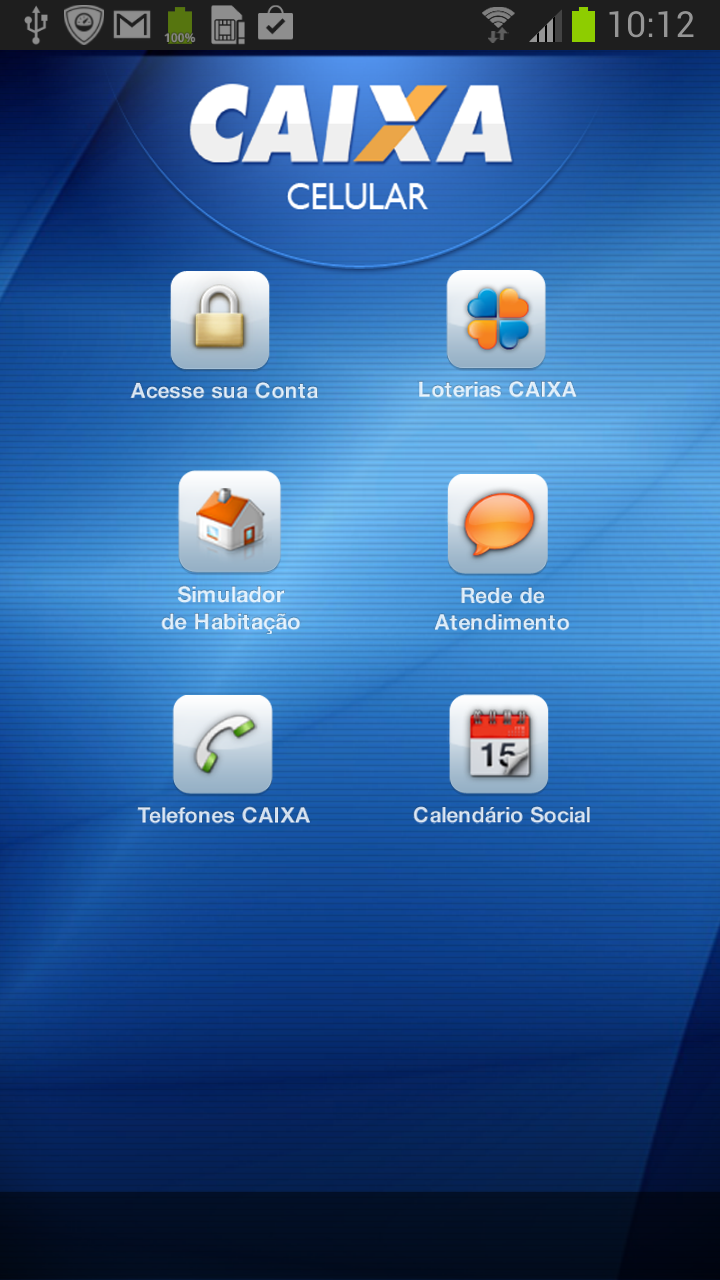 100% 10:12
CAIXA
CELULAR
Acesse sua Conta
Loterias CAIXA
Simulador
de Habitação
Rede de
Atendimento
Telefones CAIXA
15
Calendário Social